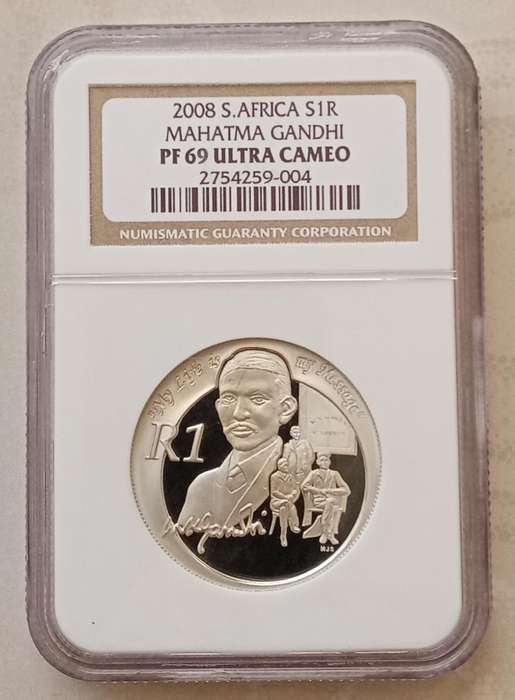 2008 S.AFRICA S1R
MAHATMA GANDHI
PF 69 ULTRA CAMEO
2754259-004
NUMISMATIC GUARANTY CORPORATION
"My Life is my Message"
R1
MKGandhi
MJS